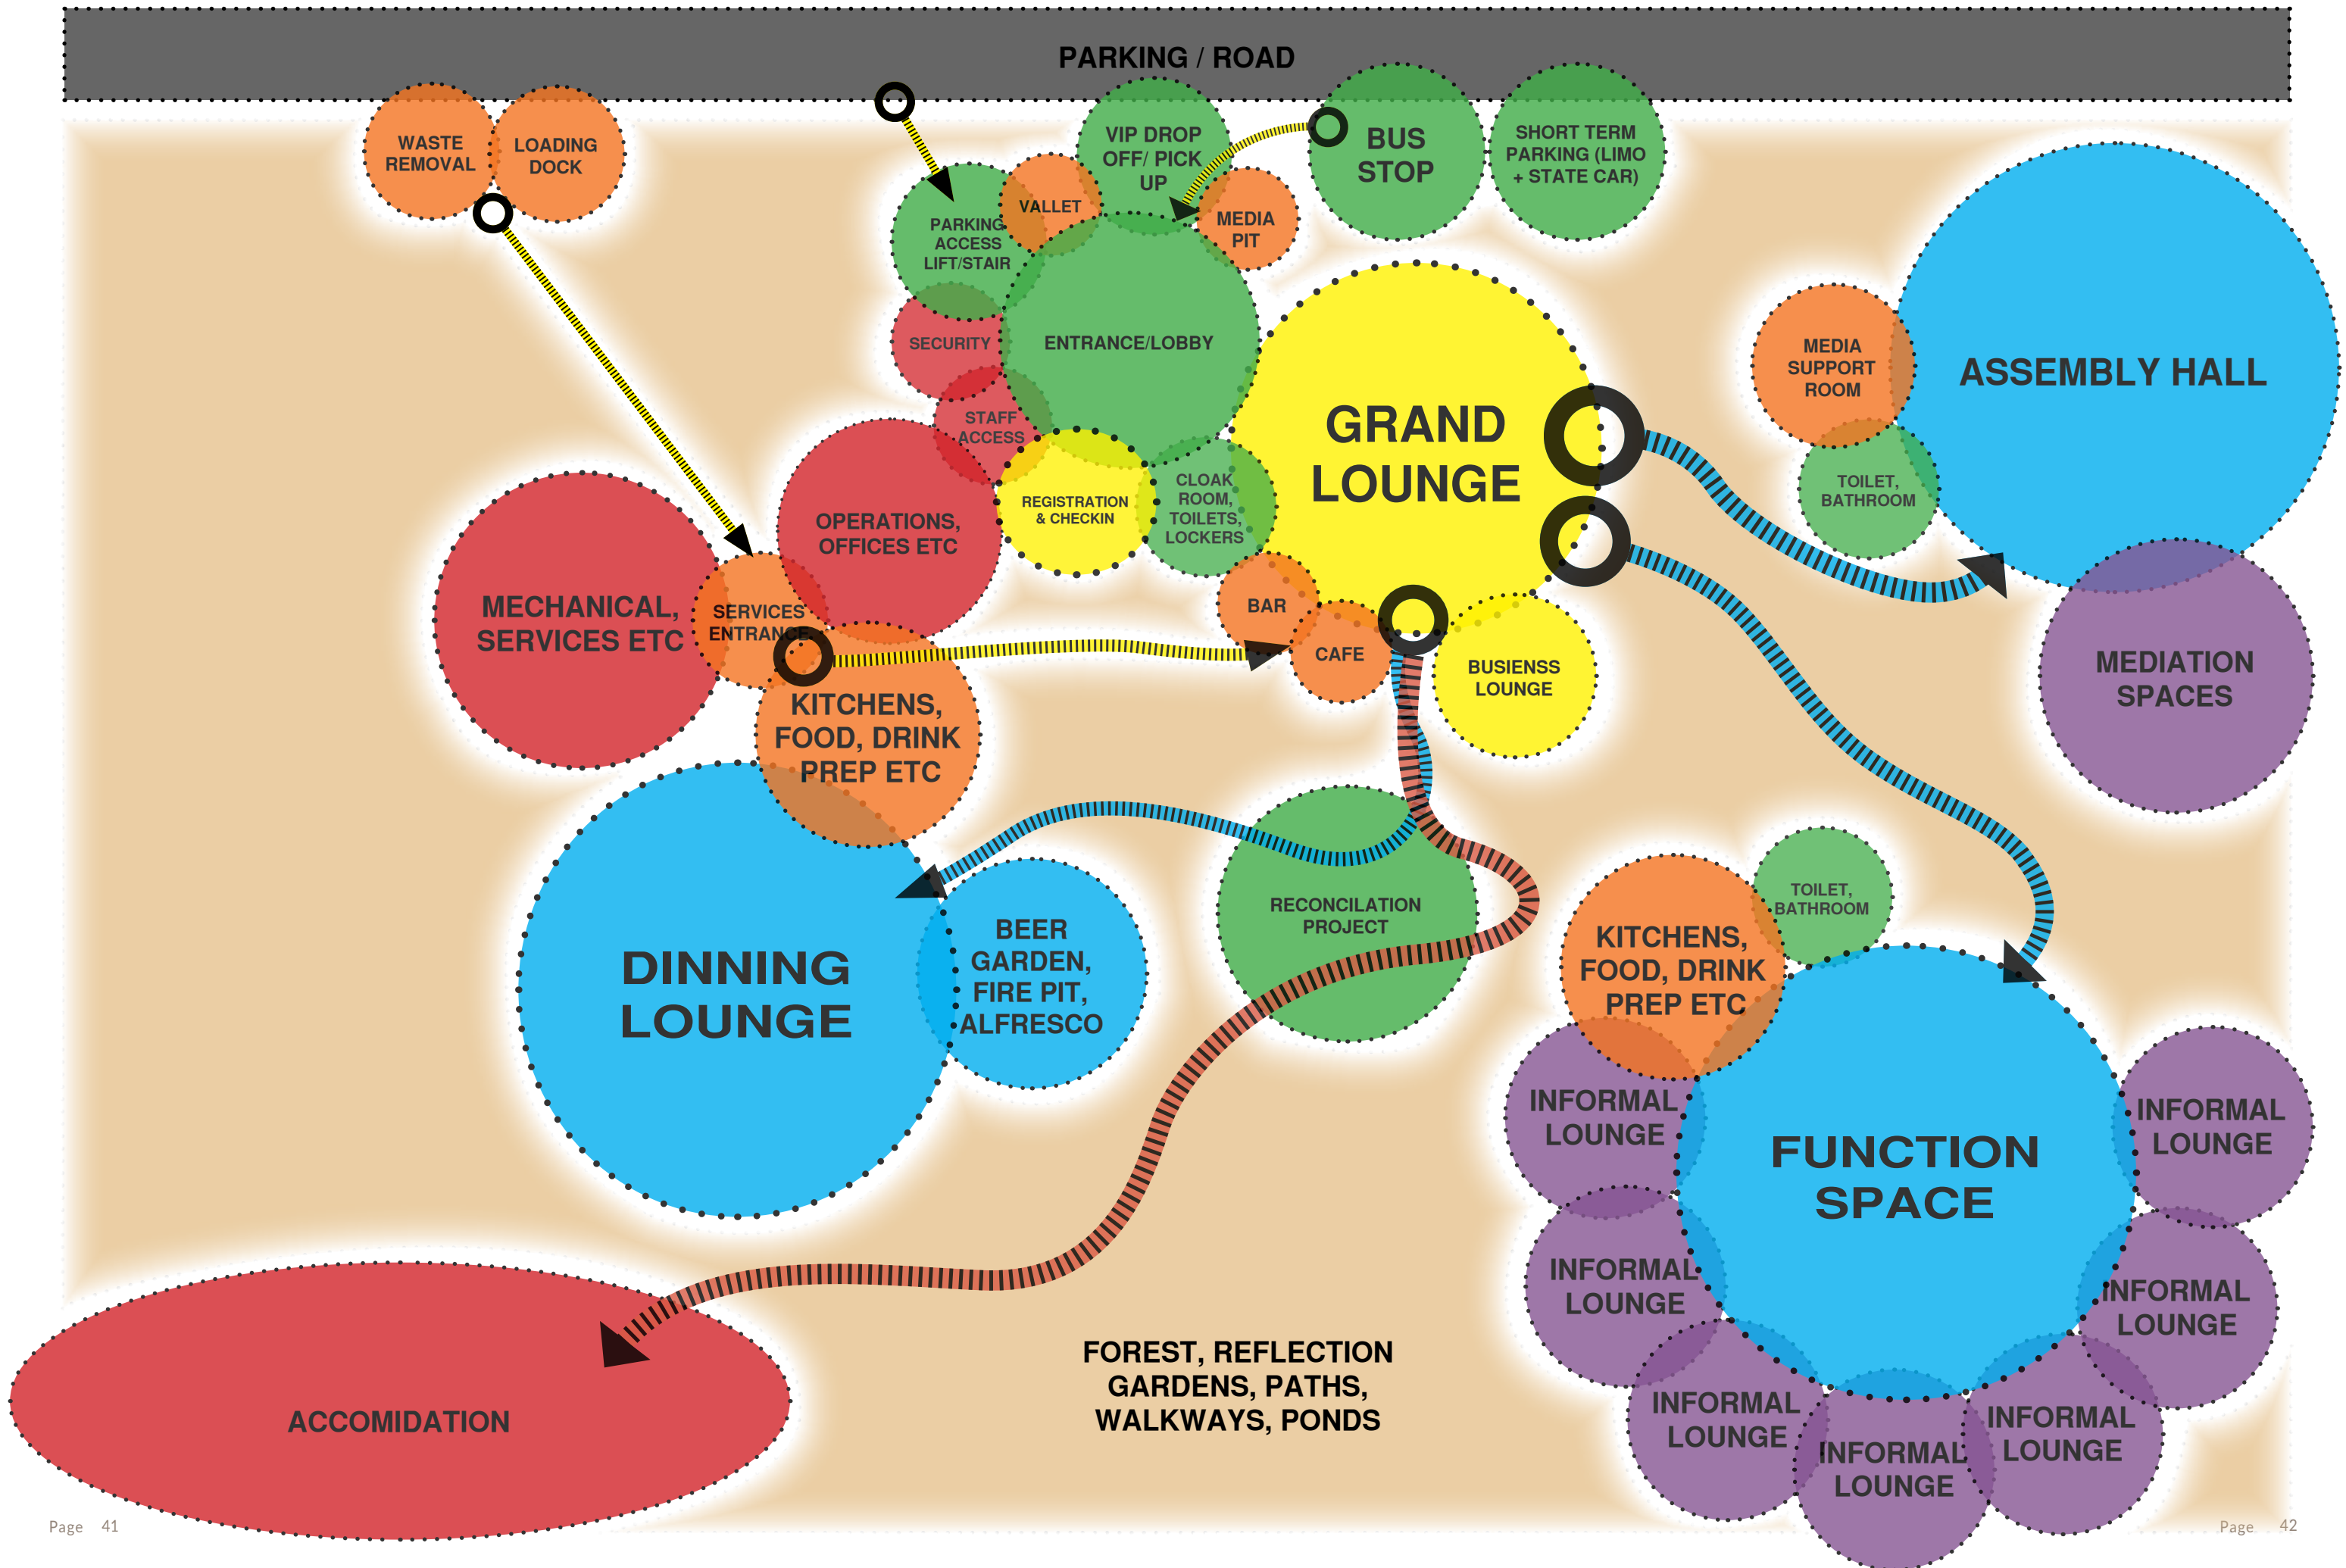 PARKING / ROAD
WASTE
REMOVAL
LOADING
DOCK
VIP DROP
OFF/ PICK
UP
BUS
STOP
SHORT TERM
PARKING (LIMO
+ STATE CAR)
VALLET
MEDIA
PIT
PARKING
ACCESS
LIFT/STAIR
SECURITY
ENTRANCE/LOBBY
STAFF
ACCESS
GRAND
LOUNGE
MEDIA
SUPPORT
ROOM
ASSEMBLY HALL
TOILET,
BATHROOM
REGISTRATION
& CHECKIN
CLOAK
ROOM,
TOILETS,
LOCKERS
OPERATIONS,
OFFICES ETC
MECHANICAL,
SERVICES ETC
SERVICES
ENTRANCE
BAR
CAFE
BUSIENSS
LOUNGE
MEDIATION
SPACES
KITCHENS,
FOOD, DRINK
PREP ETC
DINNING
LOUNGE
BEER
GARDEN,
FIRE PIT,
ALFRESCO
RECONCILATION
PROJECT
KITCHENS,
FOOD, DRINK
PREP ETC
TOILET,
BATHROOM
FUNCTION
SPACE
INFORMAL
LOUNGE
INFORMAL
LOUNGE
INFORMAL
LOUNGE
INFORMAL
LOUNGE
INFORMAL
LOUNGE
INFORMAL
LOUNGE
INFORMAL
LOUNGE
FOREST, REFLECTION
GARDENS, PATHS,
WALKWAYS, PONDS
ACCOMIDATION
Page 41
Page 42